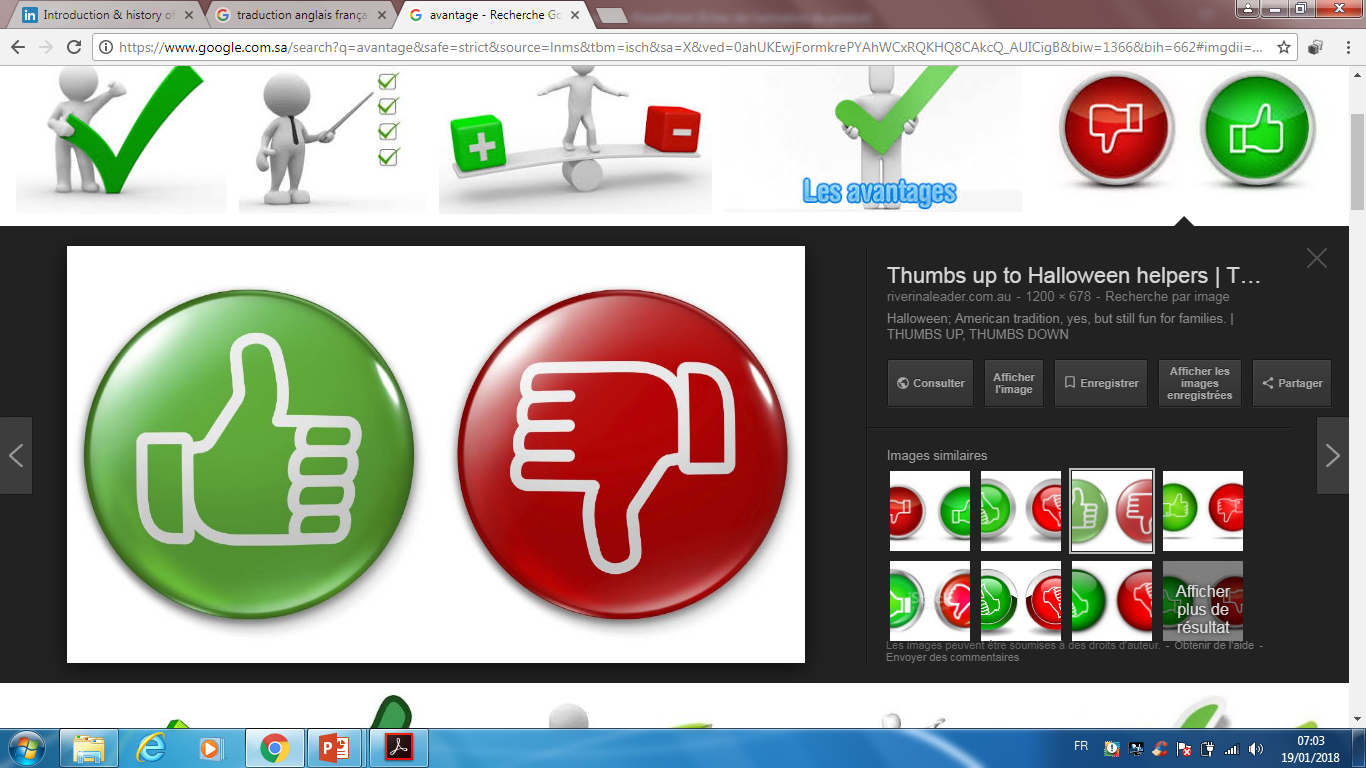 Introduction & history of
traduction anglais françai
avantage - Recherche Go
https://www.google.com.sa/search?q=avantage&safe=strict&source=lnms&tbm=isch&sa=X&ved=0ahUKEwjFormkrePYAhWCxRQKHQ8CAkcQ_AUICigB&biw=1366&bih=662#imgdii=...
Les avantages
Thumbs up to Halloween helpers | T...
riverinaleader.com.au - 1200 × 678 - Recherche par image
Halloween; American tradition, yes, but still fun for families. |
THUMBS UP, THUMBS DOWN
Consulter
Afficher
l'image
Enregistrer
Afficher les
images
enregistrées
Partager
Images similaires
Afficher
plus de
résultat
Les images peuvent être soumises à des droits d'auteur. - Obtenir de l'aide -
Envoyer des commentaires
FR
07:03
19/01/2018